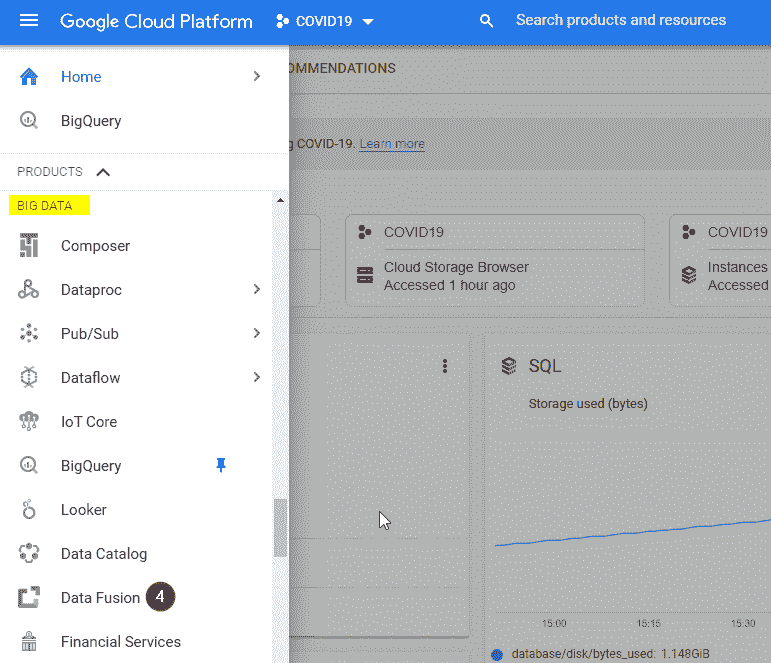 Google Cloud Platform COVID19 Search products and resources
Home
BigQuery
PRODUCTS
BIG DATA
Composer
Dataproc
Pub/Sub
Dataflow
IoT Core
BigQuery
Looker
Data Catalog
Data Fusion 4
Financial Services
OMMENDATIONS
g COVID-19. Learn more
COVID19
Cloud Storage Browser
Accessed 1 hour ago
COVID19
Instances
Accessed
SQL
Storage used (bytes)
15:00 15:15 15:30
database/disk/bytes_used: 1.148GiB